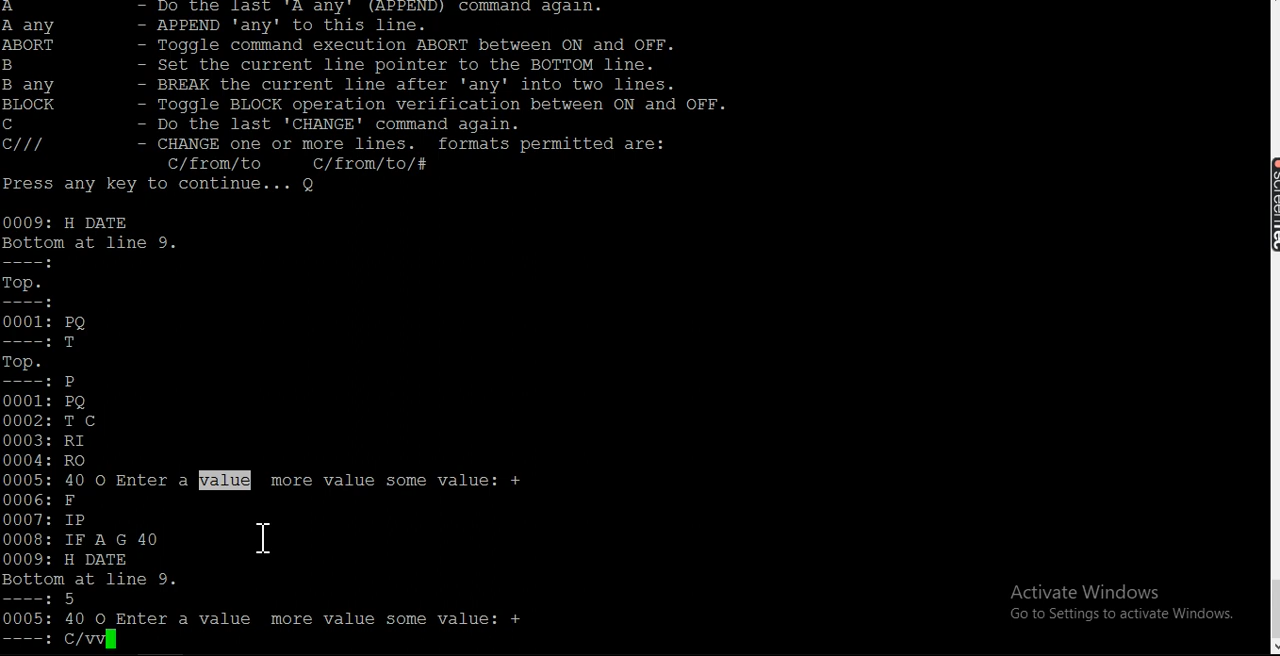 A            - Do the last 'A any' (APPEND) command again.
A any        - APPEND 'any' to this line.
ABORT        - Toggle command execution ABORT between ON and OFF.
B            - Set the current line pointer to the BOTTOM line.
B any        - BREAK the current line after 'any' into two lines.
BLOCK        - Toggle BLOCK operation verification between ON and OFF.
C            - Do the last 'CHANGE' command again.
C///         - CHANGE one or more lines.  formats permitted are:
                C/from/to     C/from/to/#
Press any key to continue... Q
0009: H DATE
Bottom at line 9.
----:
Top.
----:
0001: PQ
----: T
Top.
----: P
0001: PQ
0002: T C
0003: RI
0004: RO
0005: 40 O Enter a value  more value some value: +
0006: F
0007: IP
0008: IF A G 40
0009: H DATE
Bottom at line 9.
----: 5
0005: 40 O Enter a value  more value some value: +
----: C/vv
Activate Windows
Go to Settings to activate Windows.